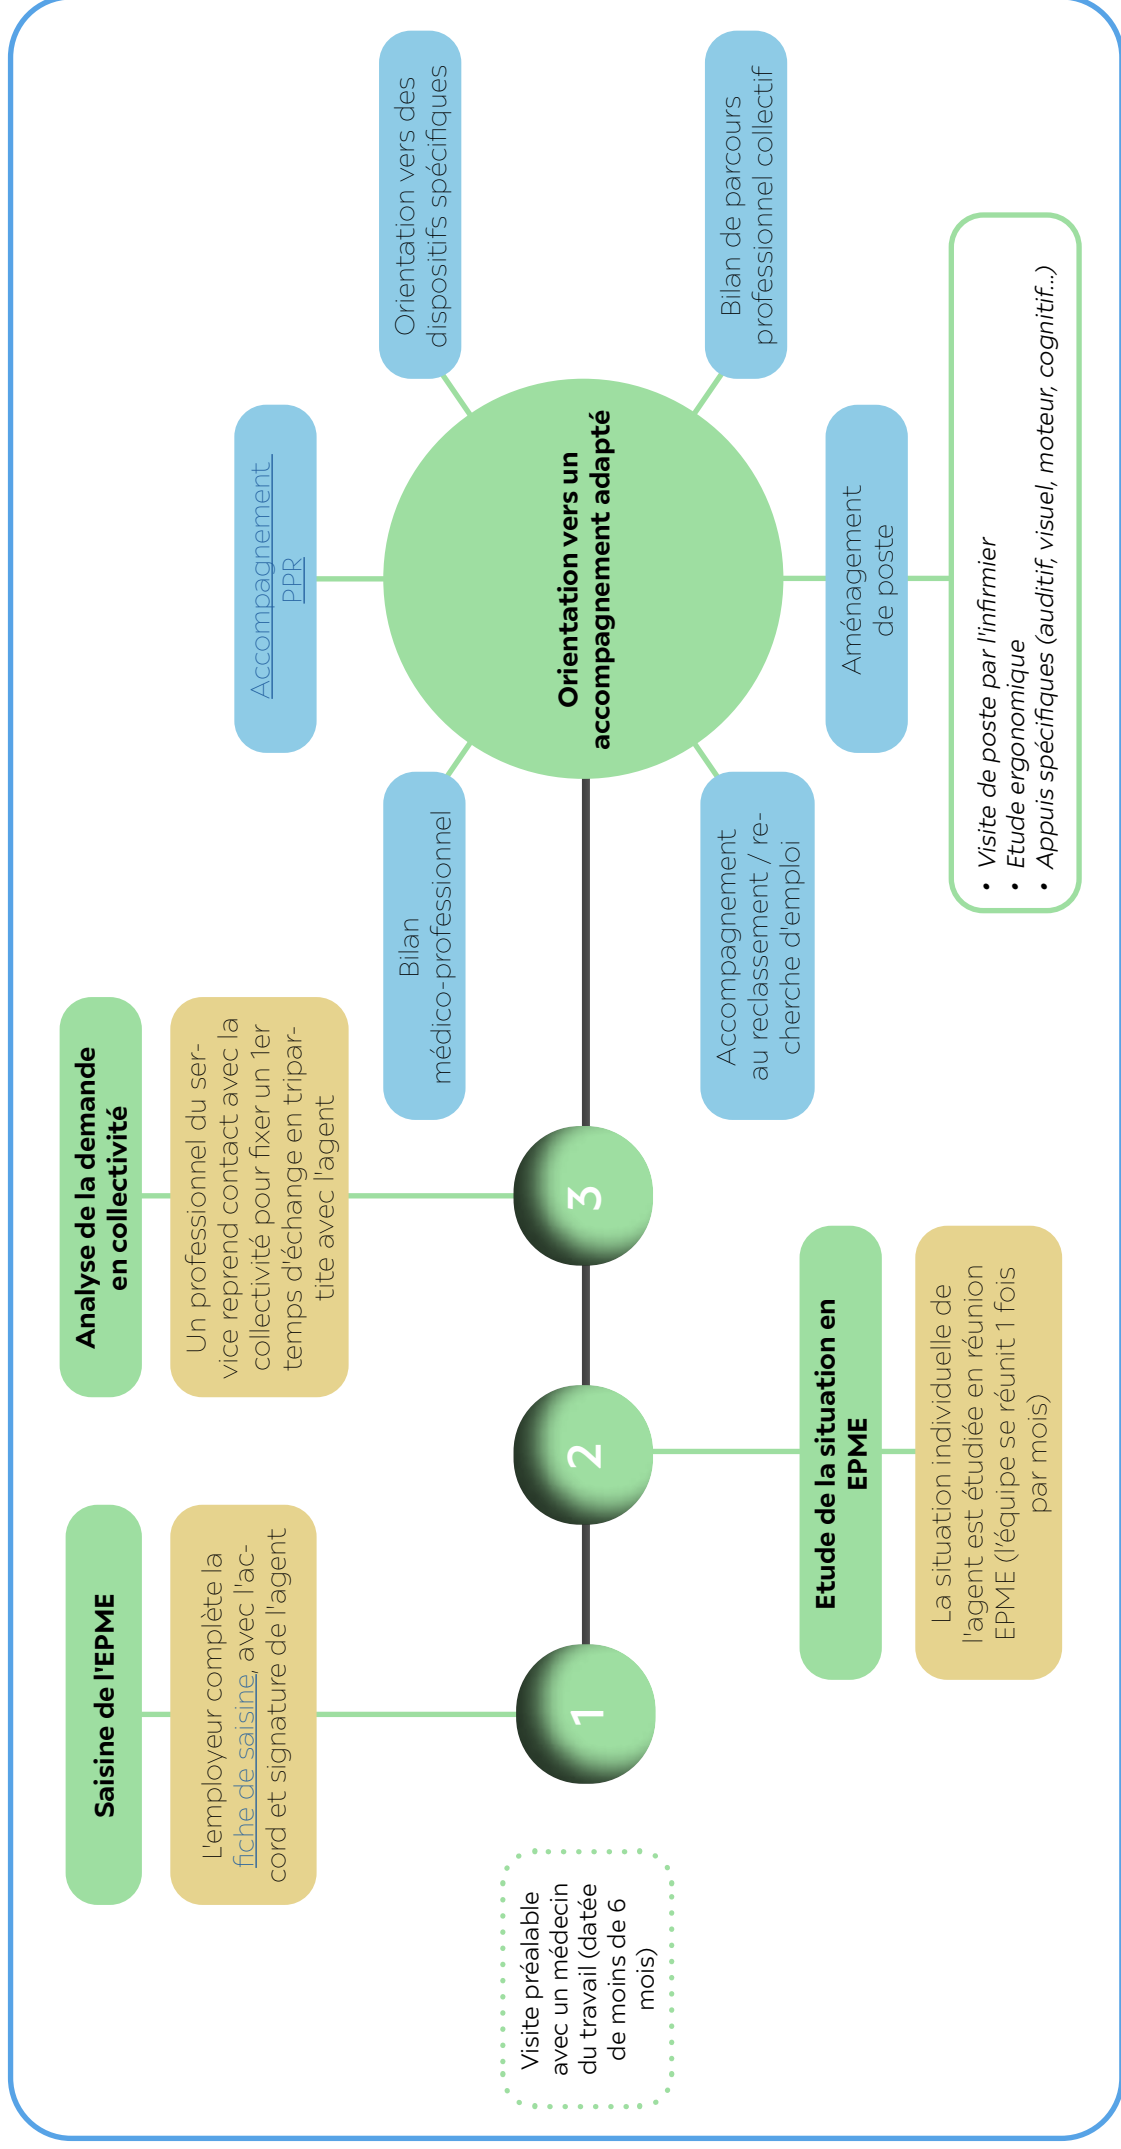 Visite préalable
avec un médecin
du travail (datée
de moins de 6
mois)
Saisine de l'EPME
L'employeur complète la
fiche de saisine, avec l'ac-
cord et signature de l'agent
1
2
Etude de la situation en
EPME
La situation individuelle de
l'agent est étudiée en réunion
EPME (l'équipe se réunit 1 fois
par mois)
Analyse de la demande
en collectivité
Un professionnel du ser-
vice reprend contact avec la
collectivité pour fixer un 1er
temps d'échange en tripar-
tite avec l'agent
3
Orientation vers un
accompagnement adapté
Bilan
médico-professionnel
Accompagnement
PPR
Orientation vers des
dispositifs spécifiques
Accompagnement
au reclassement / re-
cherche d'emploi
Aménagement
de poste
Bilan de parcours
professionnel collectif
• Visite de poste par l'infirmier
• Etude ergonomique
• Appuis spécifiques (auditif, visuel, moteur, cognitif...)